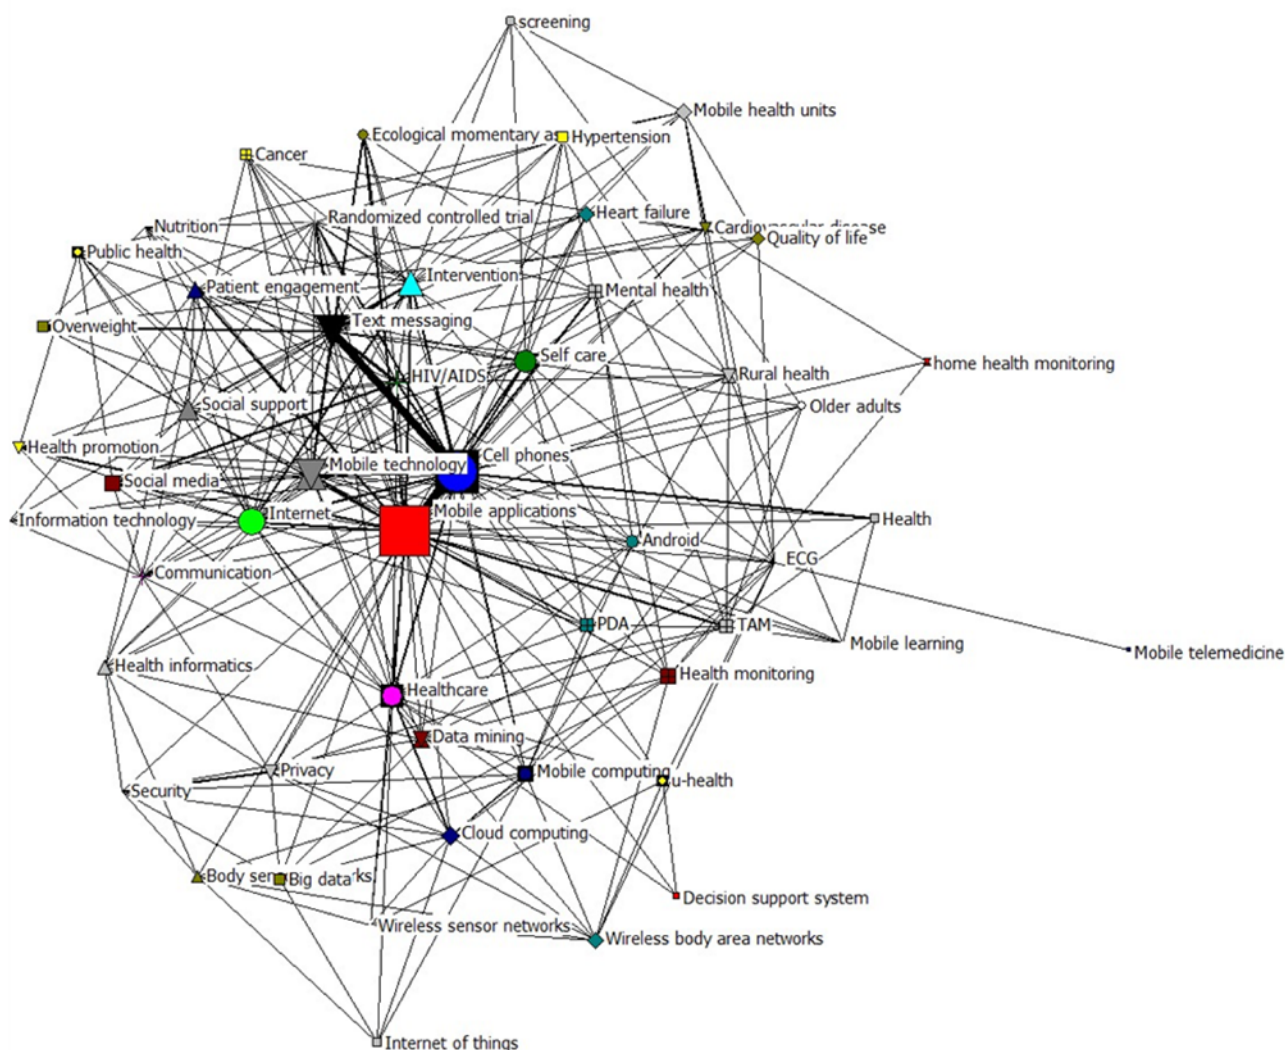 screening
Mobile health units
Ecological momentary as
Hypertension
Cancer
Heart failure
Randomized controlled trial
Nutrition
Cardiovascular disease
Quality of life
Public health
Intervention
Patient engagement
Mental health
Text messaging
Overweight
Self care
home health monitoring
Rural health
HIV/AIDS
Social support
Older adults
Health promotion
Cell phones
Mobile technology
Social media
Mobile applications
Internet
Health
Information technology
Android
ECG
Communication
PDA
TAM
Mobile learning
Mobile telemedicine
Health informatics
Health monitoring
Healthcare
Data mining
Privacy
Mobile computing
u-health
Security
Cloud computing
Body sen
ks
Big data
Decision support system
Wireless sensor networks
Wireless body area networks
Internet of things